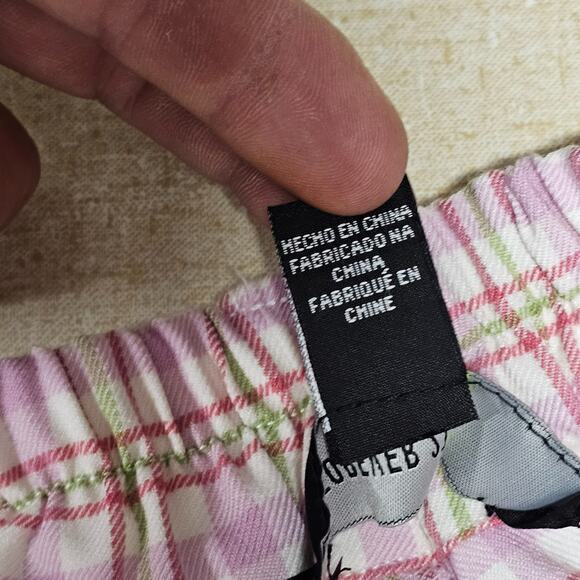 HECHO EN CHINA
FABRICADO NA
CHINA
FABRIQUÉ EN
CHINE